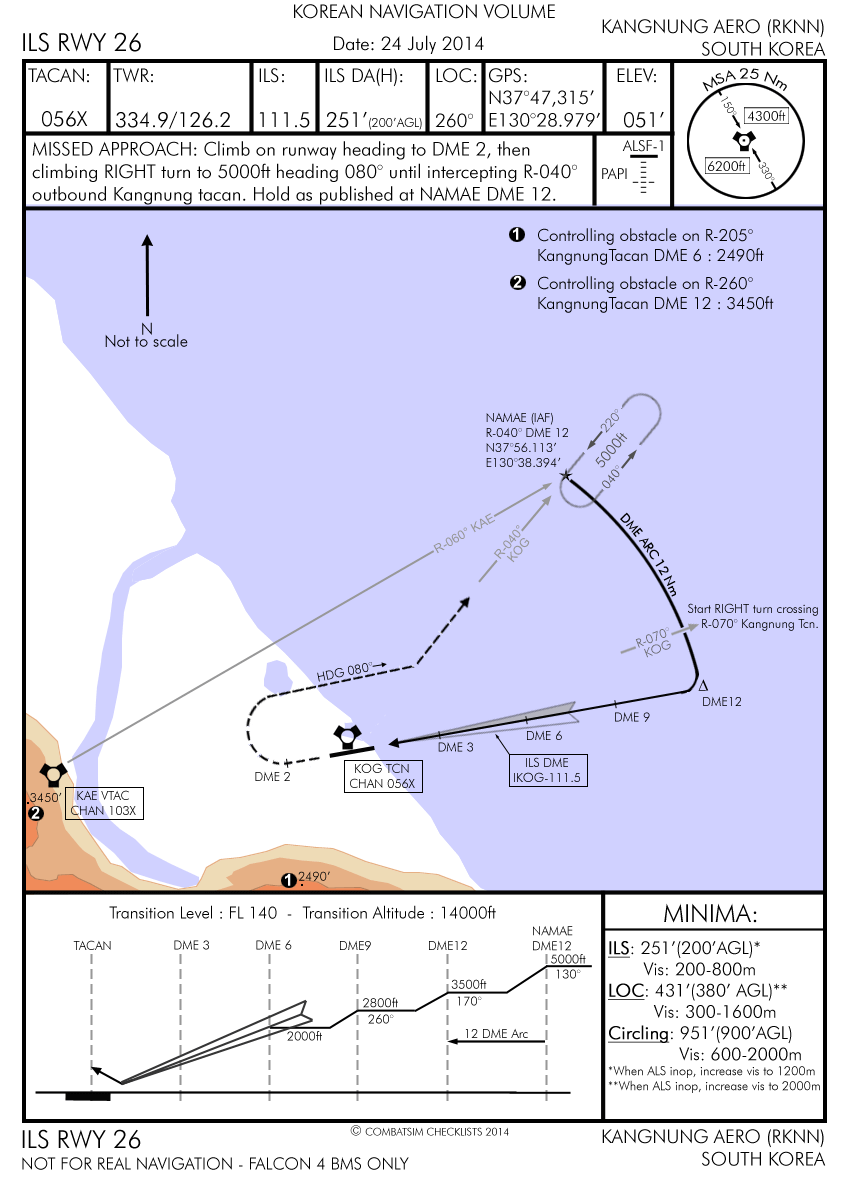 KOREAN NAVIGATION VOLUME
ILS RWY 26
Date: 24 July 2014
KANGNUNG AERO (RKNN)
SOUTH KOREA
TACAN:
056X
TWR:
334.9/126.2
ILS:
111.5
ILS DA(H):
251'(200'AGL)
LOC:
260°
GPS:
N37°47,315'
E130°28.979'
ELEV:
051'
MSA 25 Nm
150°
4300ft
6200ft
330°
MISSED APPROACH: Climb on runway heading to DME 2, then
climbing RIGHT turn to 5000ft heading 080° until intercepting R-040°
outbound Kangnung tacan. Hold as published at NAMAE DME 12.
ALSF-1
PAPI
1 Controlling obstacle on R-205°
KangnungTacan DME 6 : 2490ft
2 Controlling obstacle on R-260°
KangnungTacan DME 12 : 3450ft
N
Not to scale
NAMAE (IAF)
R-040° DME 12
N37°56.113'
E130°38.394'
220°
5000ft
040°
R-060° KAE
R-040°
KOG
DME ARC 12 Nm
Start RIGHT turn crossing
R-070° Kangnung Tcn.
R-070°
KOG
HDG 080°
DME12
DME 9
DME 6
DME 3
DME 2
KOG TCN
CHAN 056X
ILS DME
IKOG-111.5
KAE VTAC
CHAN 103X
3450'
2
1
2490'
Transition Level : FL 140 - Transition Altitude : 14000ft
TACAN
DME 3
DME 6
DME9
DME12
NAMAE
DME12
5000ft
130°
3500ft
170°
2800ft
260°
2000ft
12 DME Arc
MINIMA:
ILS: 251'(200'AGL)*
Vis: 200-800m
LOC: 431'(380' AGL)**
Vis: 300-1600m
Circling: 951'(900'AGL)
Vis: 600-2000m
*When ALS inop, increase vis to 1200m
**When ALS inop, increase vis to 2000m
ILS RWY 26
© COMBATSIM CHECKLISTS 2014
KANGNUNG AERO (RKNN)
NOT FOR REAL NAVIGATION - FALCON 4 BMS ONLY
SOUTH KOREA